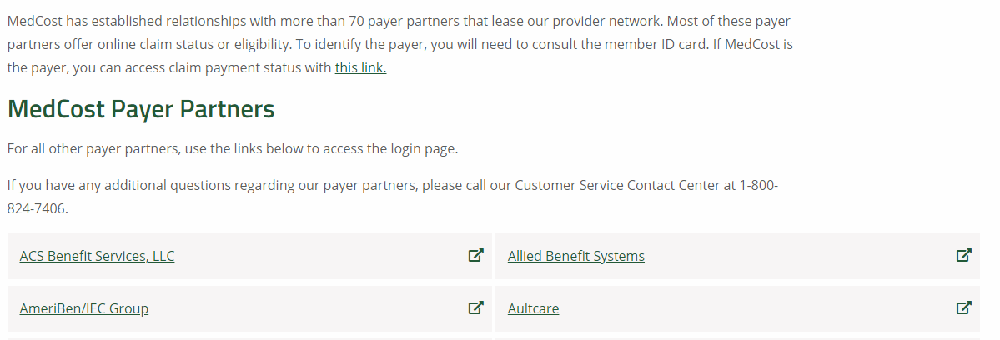 MedCost has established relationships with more than 70 payer partners that lease our provider network. Most of these payer
partners offer online claim status or eligibility. To identify the payer, you will need to consult the member ID card. If MedCost is
the payer, you can access claim payment status with this link.
MedCost Payer Partners
For all other payer partners, use the links below to access the login page.
If you have any additional questions regarding our payer partners, please call our Customer Service Contact Center at 1-800-
824-7406.
ACS Benefit Services, LLC
Allied Benefit Systems
AmeriBen/IEC Group
Aultcare